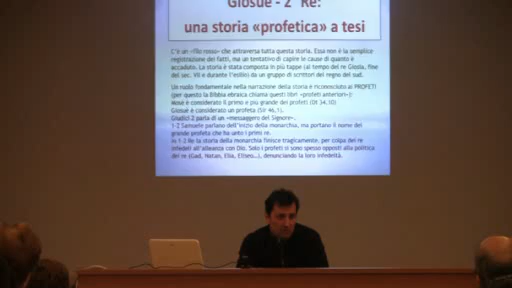 Giosuè - 2 Re:
una storia «profetica» a tesi
C'è un «filo rosso» che attraversa tutta questa storia. Essa non è la semplice
registrazione dei fatti, ma un tentativo di capire le cause di quanto è
accaduto. La storia è stata composta in più tappe (al tempo del re Giosia, fine
del sec. VII e durante l'esilio) da un gruppo di scrittori del regno del sud.
Un ruolo fondamentale nella narrazione della storia è riconosciuto ai PROFETI
(per questo la Bibbia ebraica chiama questi libri «profeti anteriori»):
Mosè è considerato il primo e più grande dei profeti (Dt 34,10)
Giosuè è considerato un profeta (Sir 46,1).
Giudici 2 parla di un «messaggero del Signore».
1-2 Samuele parlano dell'inizio della monarchia, ma portano il nome del
grande profeta che ha unto i primi re.
In 1-2 Re la storia della monarchia finisce tragicamente: per colpa dei re
infedeli all'alleanza con Dio. Solo i profeti si sono spesso opposti alla politica
dei re (Gad, Natan, Elia, Eliseo...), denunciando la loro infedeltà.